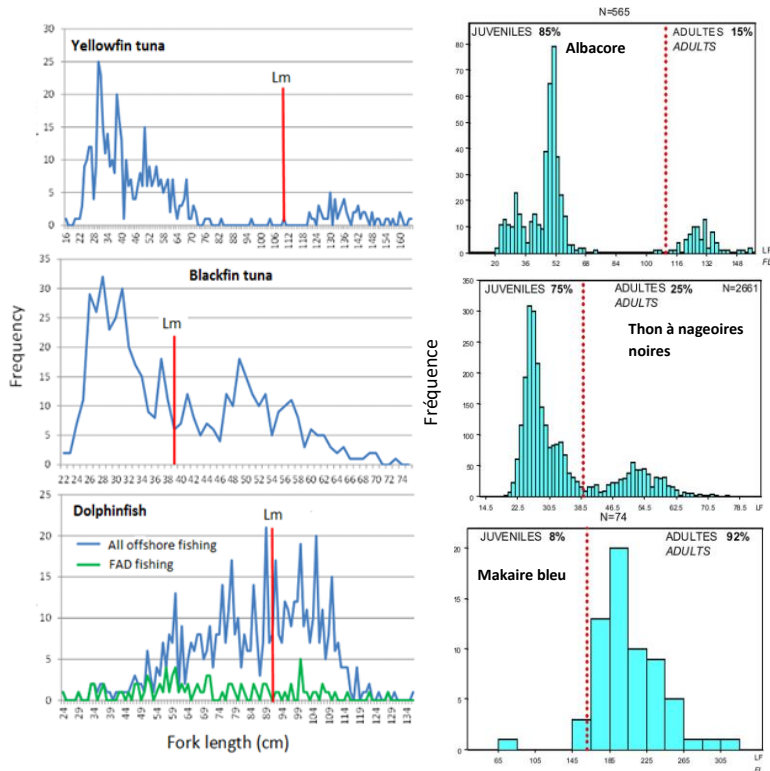 Yellowfin tuna
Lm
30
25
20
15
10
5
0
16 22 28 34 40 46 52 58 64 70 76 82 88 94 100 106 112 118 124 130 136 142 148 154 160
Blackfin tuna
Lm
35
30
25
20
15
10
5
0
22 24 26 28 30 32 34 36 38 40 42 44 46 48 50 52 54 56 58 60 62 64 66 68 70 72 74
Frequency
Dolphinfish
Lm
All offshore fishing
FAD fishing
25
20
15
10
5
0
24 29 34 39 44 49 54 59 64 69 74 79 84 89 94 99 104 109 114 119 124 129 134
Fork length (cm)
N=565
JUVENILES 85%
ADULTES 15%
ADULTS
Albacore
80
70
60
50
40
30
20
10
0
20 36 52 68 84 100 116 132 148 LF
FL
JUVENILES 75%
ADULTES 25%
ADULTS
N=2661
Thon à nageoires
noires
Fréquence
350
300
250
200
150
100
50
0
14.5 22.5 30.5 38.5 46.5 54.5 62.5 70.5 78.5 LF
N=74
JUVENILES 8%
ADULTES 92%
ADULTS
Makaire bleu
20
15
10
5
0
65 105 145 185 225 265 305 LF